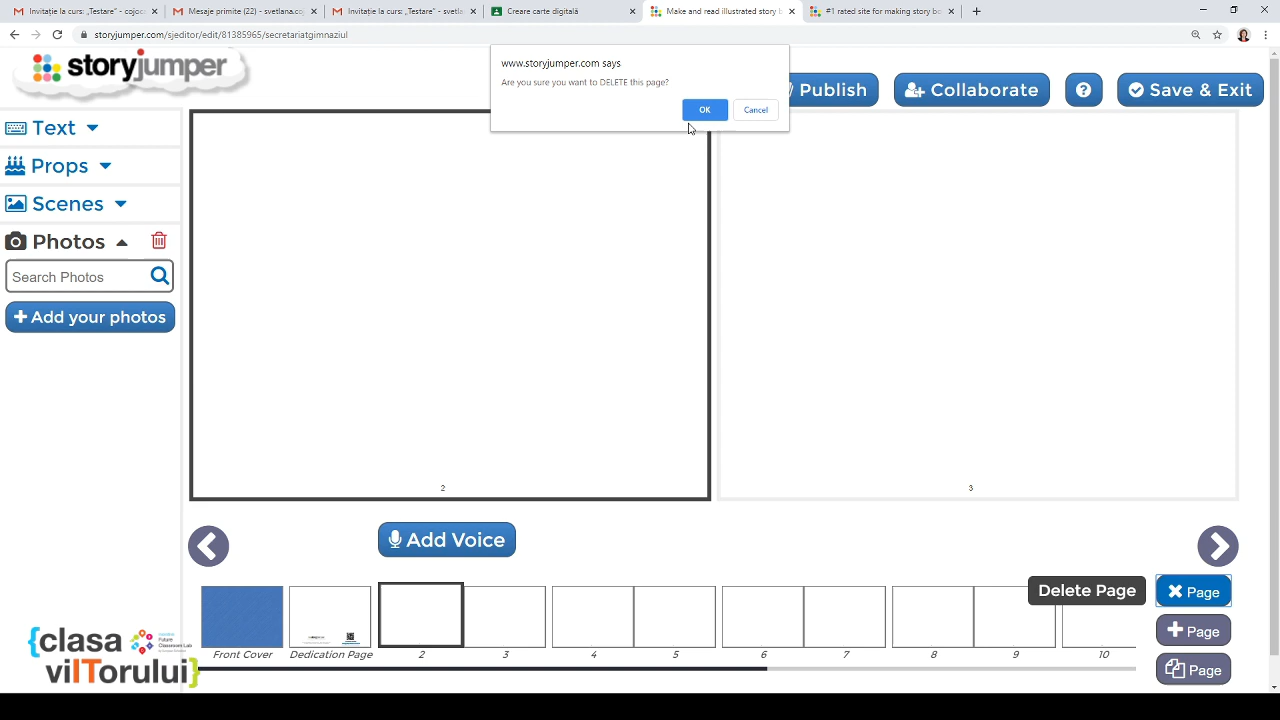 Invitație la curs: „Testare" - cojoc
Mesaje primite (22) - svetlana.coj
Invitație la curs: „Testare" - svetla
Creare carte digitală
Make and read illustrated story b
#1 rated site for making story bo
storyjumper.com/sjeditor/edit/81385965/secretariatgimnaziul
storyjumper
www.storyjumper.com says
Are you sure you want to DELETE this page?
OK
Cancel
Publish
Collaborate
?
Save & Exit
Text
Props
Scenes
Photos
Search Photos
Add your photos
2
3
Add Voice
Delete Page
Page
Page
Page
Front Cover
Dedication Page
2
3
4
5
6
7
8
9
10
{clasa
viITorului}
Future
Classroom Lab